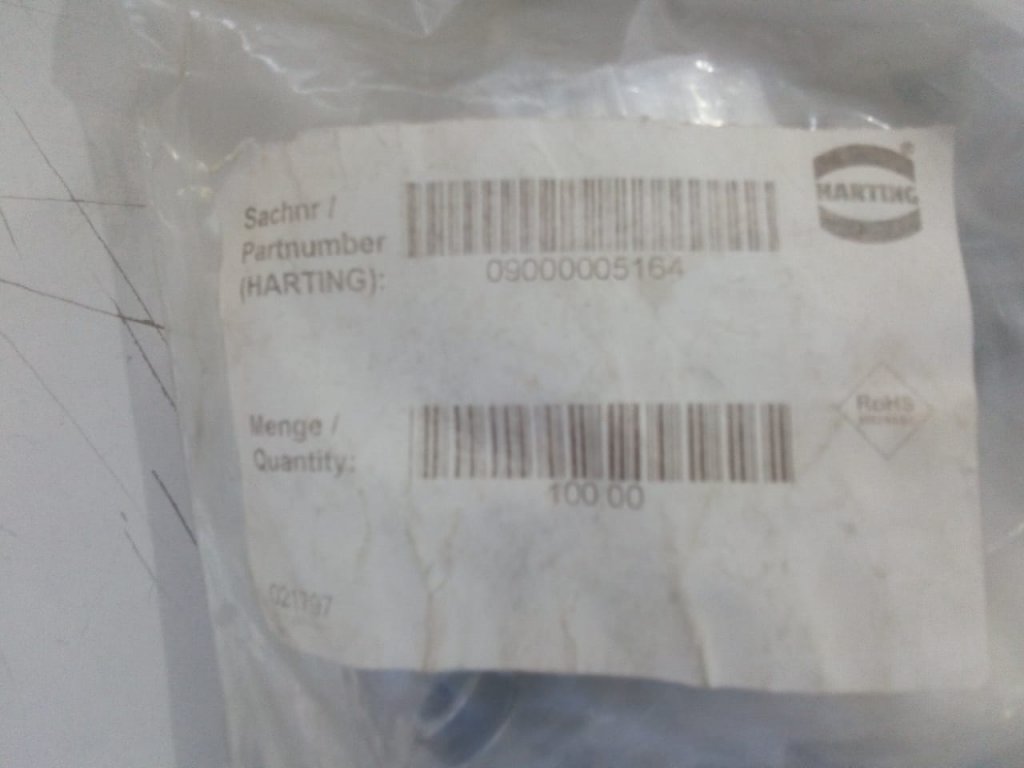 Sachnr /
Partnumber
(HARTING):
09000005164
HARTING
Menge /
Quantity:
100,00
RoHS